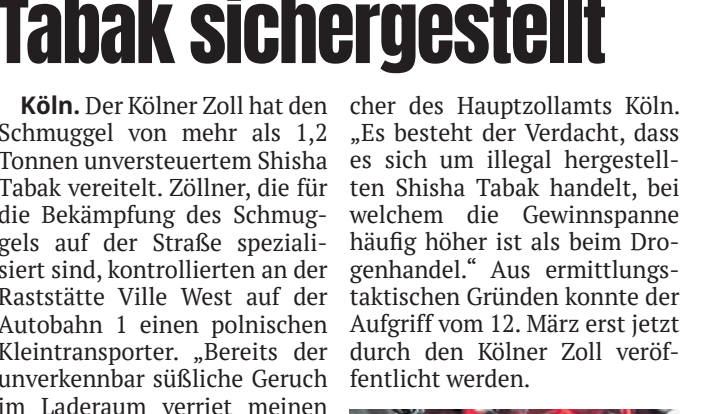 Tabak sichergestellt
Köln. Der Kölner Zoll hat den
Schmuggel von mehr als 1,2
Tonnen unversteuertem Shisha
Tabak vereitelt. Zöllner, die für
die Bekämpfung des Schmug-
gels auf der Straße speziali-
siert sind, kontrollierten an der
Raststätte Ville West auf der
Autobahn 1 einen polnischen
Kleintransporter. „Bereits der
unverkennbar süßliche Geruch
im Laderaum verriet meinen
cher des Hauptzollamts Köln.
„Es besteht der Verdacht, dass
es sich um illegal hergestell-
ten Shisha Tabak handelt, bei
welchem die Gewinnspanne
häufig höher ist als beim Dro-
genhandel.“ Aus ermittlungs-
taktischen Gründen konnte der
Aufgriff vom 12. März erst jetzt
durch den Kölner Zoll veröf-
fentlicht werden.